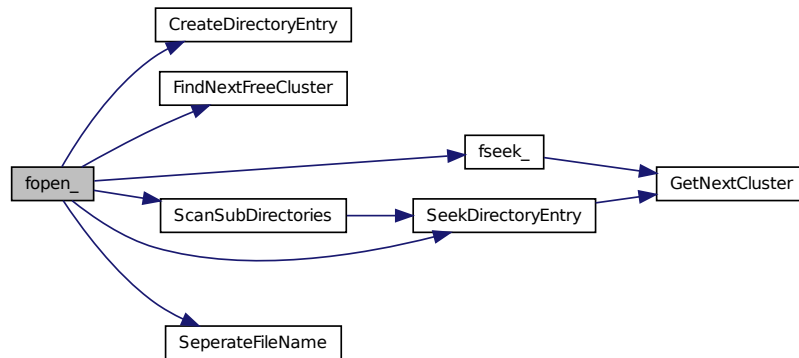 CreateDirectoryEntry
FindNextFreeCluster
fseek_
fopen_
GetNextCluster
ScanSubDirectories
SeekDirectoryEntry
SeperateFileName